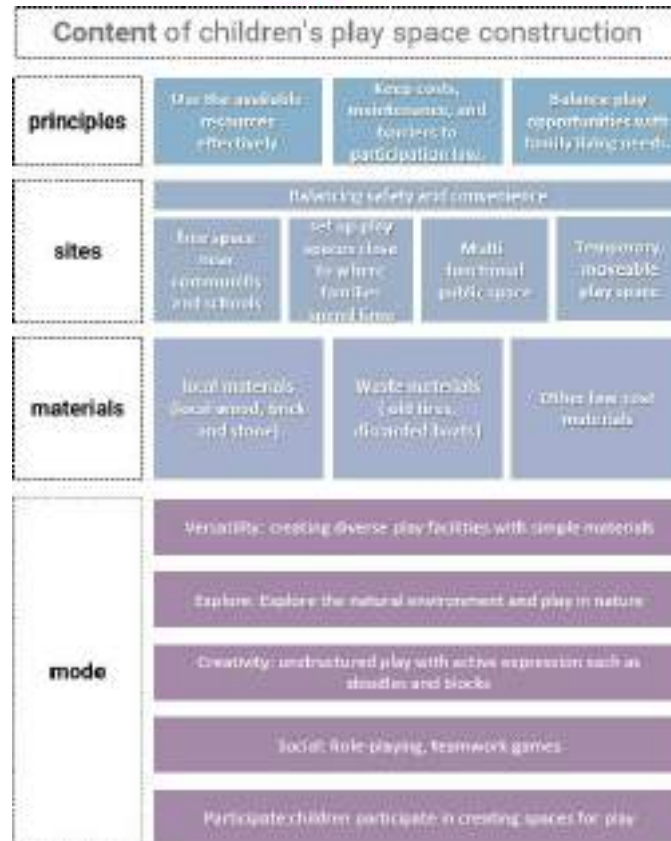 Content of children's play space construction
principles
Use the available
resources
effectively
Keep costs,
maintenance, and
barriers to
participation law.
Balance play
opportunities with
family living needs.
sites
Balancing safety and convenience
free space
near
community
and schools
set up play
spaces close
to where
families
spend time
Multi
functional
public space
Temporary,
moveable
play space
materials
local materials
(local wood, brick
and stone)
Waste materials
( old tires,
discarded boats)
Other low cost
materials
mode
Versatility: creating diverse play facilities with simple materials
Explore: Explore the natural environment and play in nature
Creativity: unstructured play with active expression such as
doodles and blocks
Social: Role-playing, teamwork games
Participate children participate in creating spaces for play